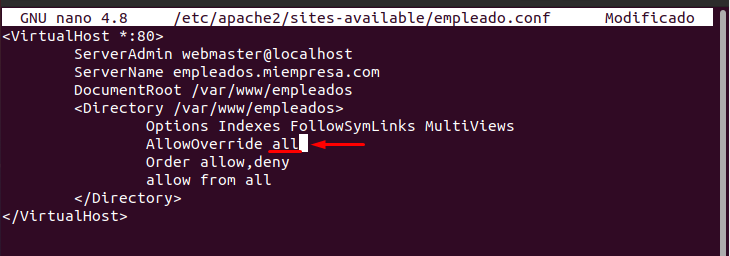 GNU nano 4.8 /etc/apache2/sites-available/empleado.conf Modificado
<VirtualHost *:80>
ServerAdmin webmaster@localhost
ServerName empleados.miempresa.com
DocumentRoot /var/www/empleados
<Directory /var/www/empleados>
Options Indexes FollowSymLinks MultiViews
AllowOverride all
Order allow,deny
allow from all
</Directory>
</VirtualHost>